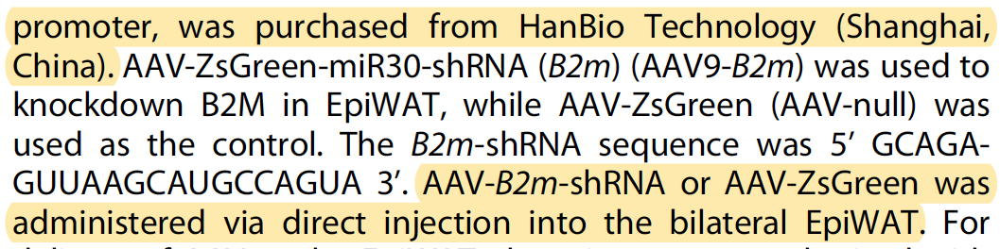 promoter, was purchased from HanBio Technology (Shanghai,
China). AAV-ZsGreen-miR30-shRNA (B2m) (AAV9-B2m) was used to
knockdown B2M in EpiWAT, while AAV-ZsGreen (AAV-null) was
used as the control. The B2m-shRNA sequence was 5’ GCAGA-
GUUAAGCAUGCCAGUA 3’. AAV-B2m-shRNA or AAV-ZsGreen was
administered via direct injection into the bilateral EpiWAT. For